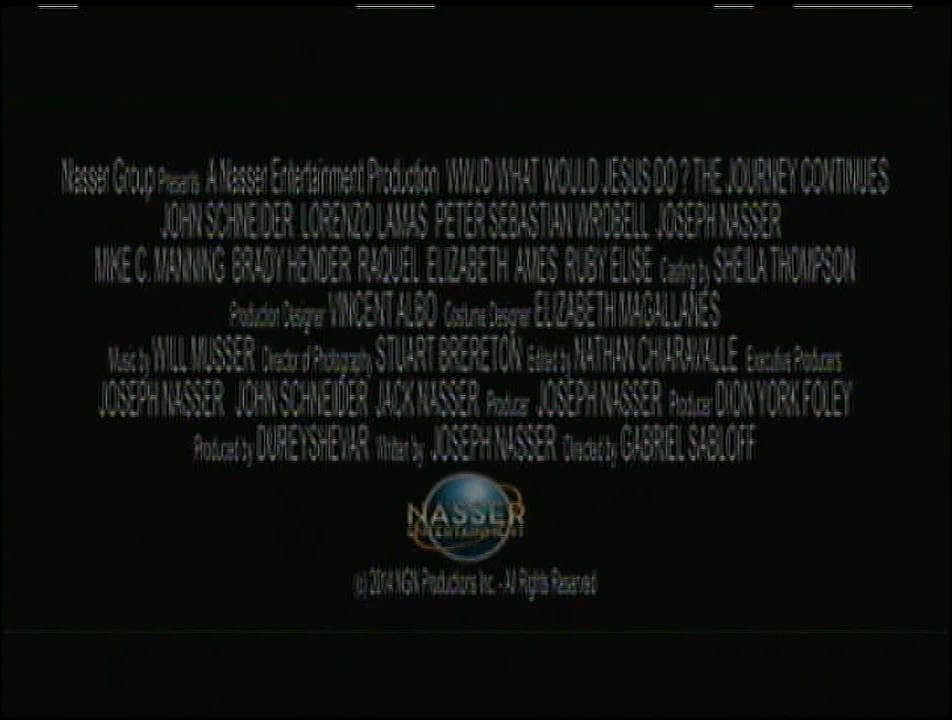 Nasser Group Presents A Nasser Entertainment Production WWJD WHAT WOULD JESUS DO? THE JOURNEY CONTINUES
JOHN SCHNEIDER LORENZO LAMAS PETER SEBASTIAN WROBELL JOSEPH NASSER
MIKE C. MANNING BRADY HENDER RAQUEL ELIZABETH AMES RUBY ELISE Casting by SHEILA THOMPSON
Production Designer VINCENT ALBO Costume Designer ELIZABETH MAGALLANES
Music by WILL MUSSER Director of Photography STUART BRERETON Edited by NATHAN CHIARAVALLE Executive Producers
JOSEPH NASSER JOHN SCHNEIDER JACK NASSER Producer JOSEPH NASSER Producer DION YORK FOLEY
Produced by DUREYSHEVAR Written by JOSEPH NASSER Directed by GABRIEL SABLOFF
NASSER
ENTERTAINMENT
(c) 2014 NGN Productions Inc. - All Rights Reserved